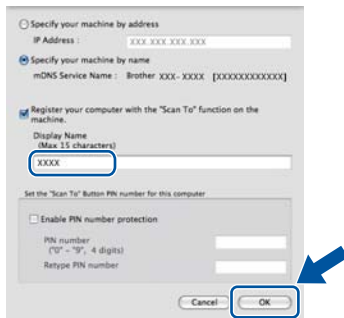 Specify your machine by address
IP Address : XXX.XXX.XXX.XXX
Specify your machine by name
mDNS Service Name : Brother XXX-XXXX [XXXXXXXXXXXX]
Register your computer with the "Scan To" function on the
machine.
Display Name
(Max 15 characters)
XXXX
Set the "Scan To" Button PIN number for this computer
Enable PIN number protection
PIN number
("0" - "9", 4 digits)
Retype PIN number
Cancel OK